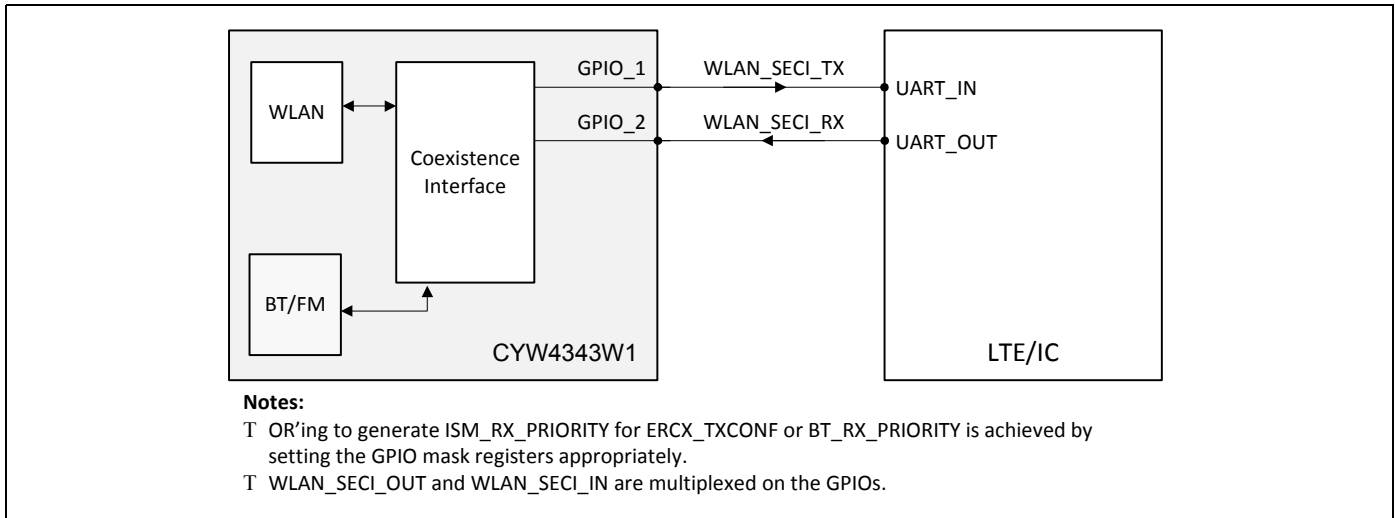 GPIO_1
WLAN_SECI_TX
UART_IN
WLAN
GPIO_2
WLAN_SECI_RX
UART_OUT
Coexistence
Interface
BT/FM
CYW4343W1
LTE/IC
Notes:
T OR’ing to generate ISM_RX_PRIORITY for ERCX_TXCONF or BT_RX_PRIORITY is achieved by
setting the GPIO mask registers appropriately.
T WLAN_SECI_OUT and WLAN_SECI_IN are multiplexed on the GPIOs.